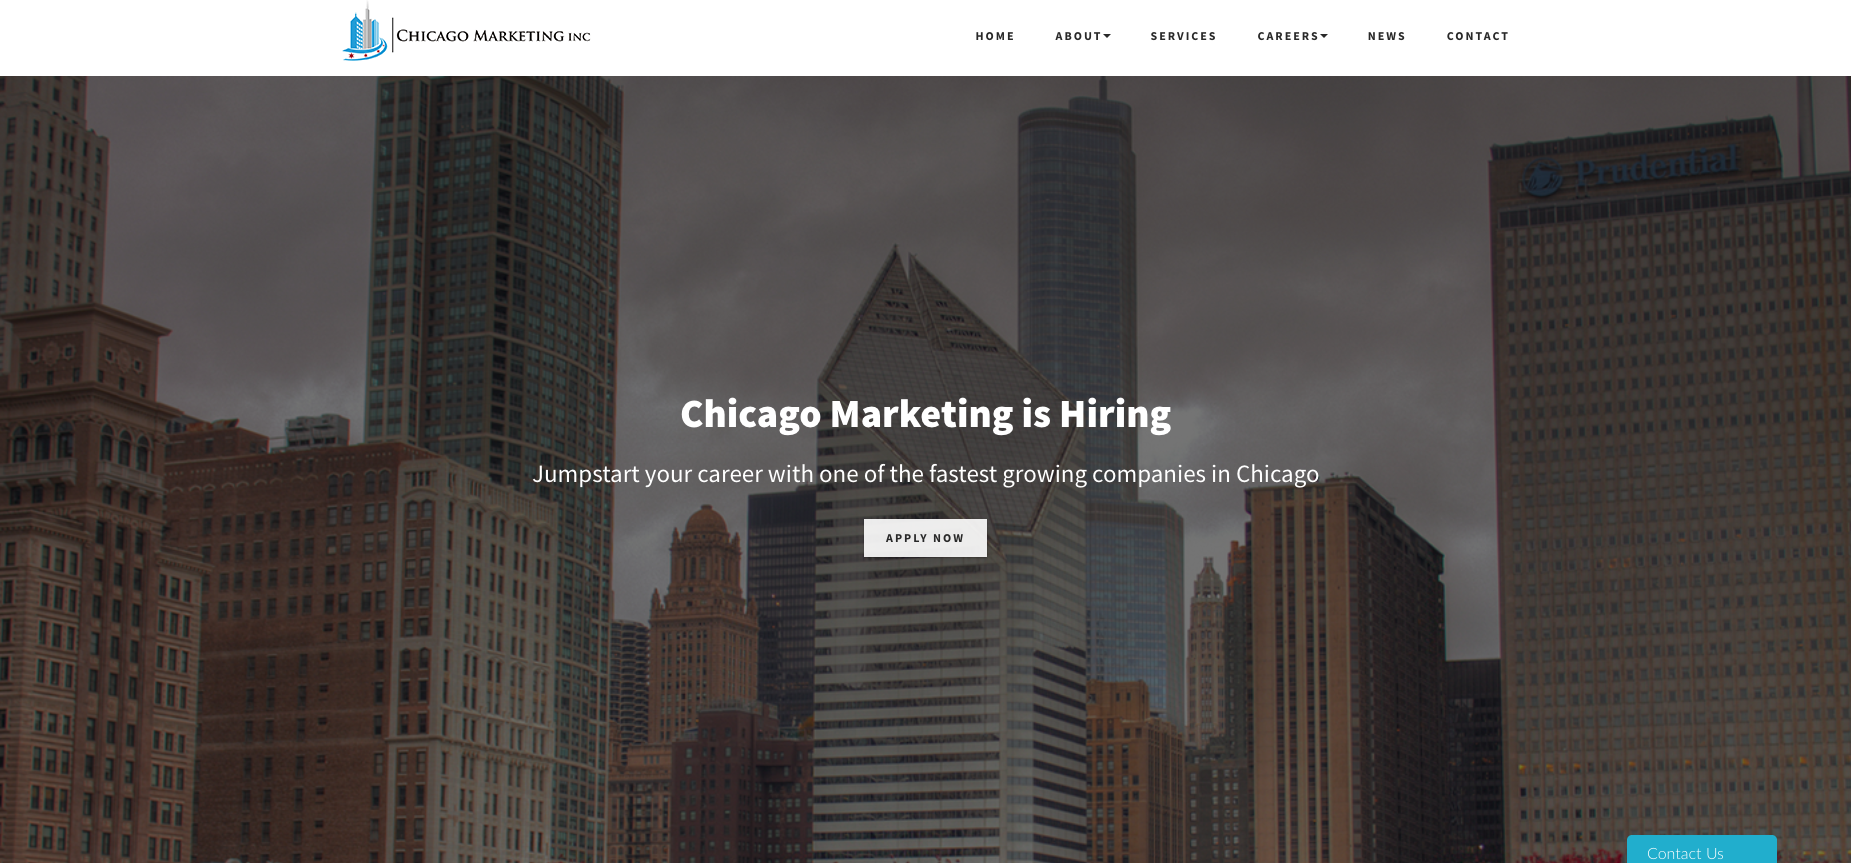 CHICAGO MARKETING INC
HOME ABOUT SERVICES CAREERS NEWS CONTACT
Prudential
Chicago Marketing is Hiring
Jumpstart your career with one of the fastest growing companies in Chicago
APPLY NOW
Contact Us